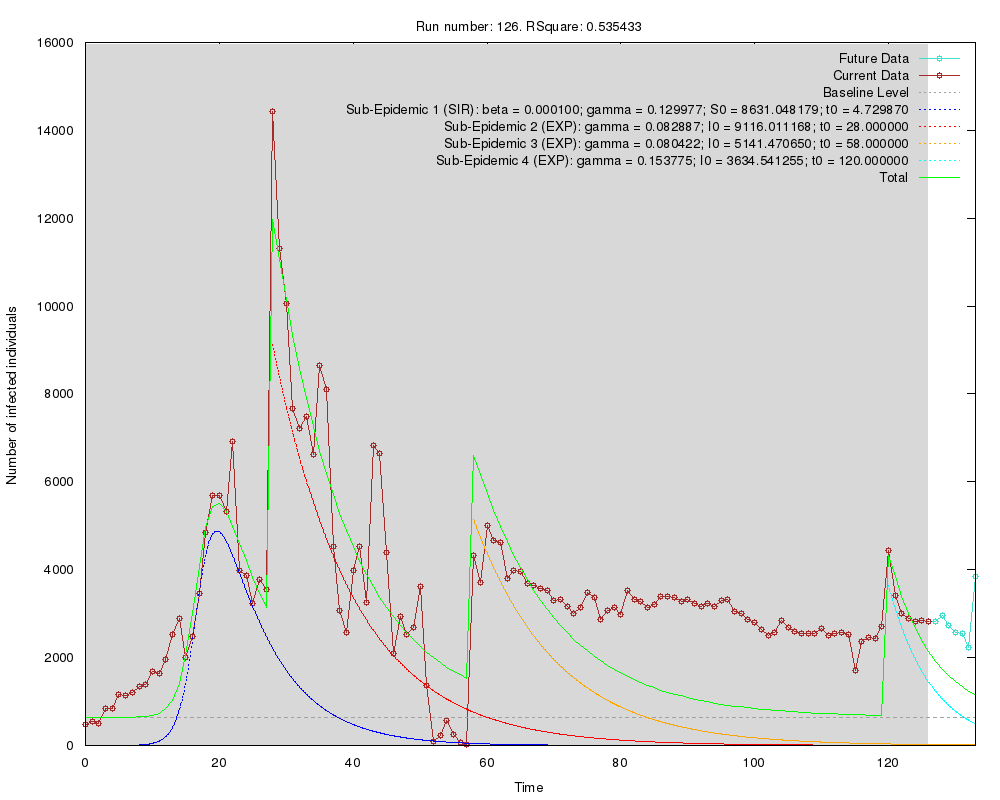 Run number: 126. RSquare: 0.535433
Future Data
Current Data
Baseline Level
Sub-Epidemic 1 (SIR): beta = 0.000100; gamma = 0.129977; S0 = 8631.048179; t0 = 4.729870
Sub-Epidemic 2 (EXP): gamma = 0.082887; I0 = 9116.011168; t0 = 28.000000
Sub-Epidemic 3 (EXP): gamma = 0.080422; I0 = 5141.470650; t0 = 58.000000
Sub-Epidemic 4 (EXP): gamma = 0.153775; I0 = 3634.541255; t0 = 120.000000
Total
Number of infected individuals
16000
14000
12000
10000
8000
6000
4000
2000
0
0 20 40 60 80 100 120
Time